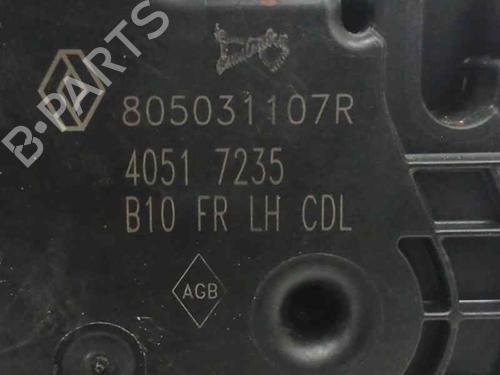 B-PARTS
805031107R
4051 7235
B10 FR LH CDL
AGB